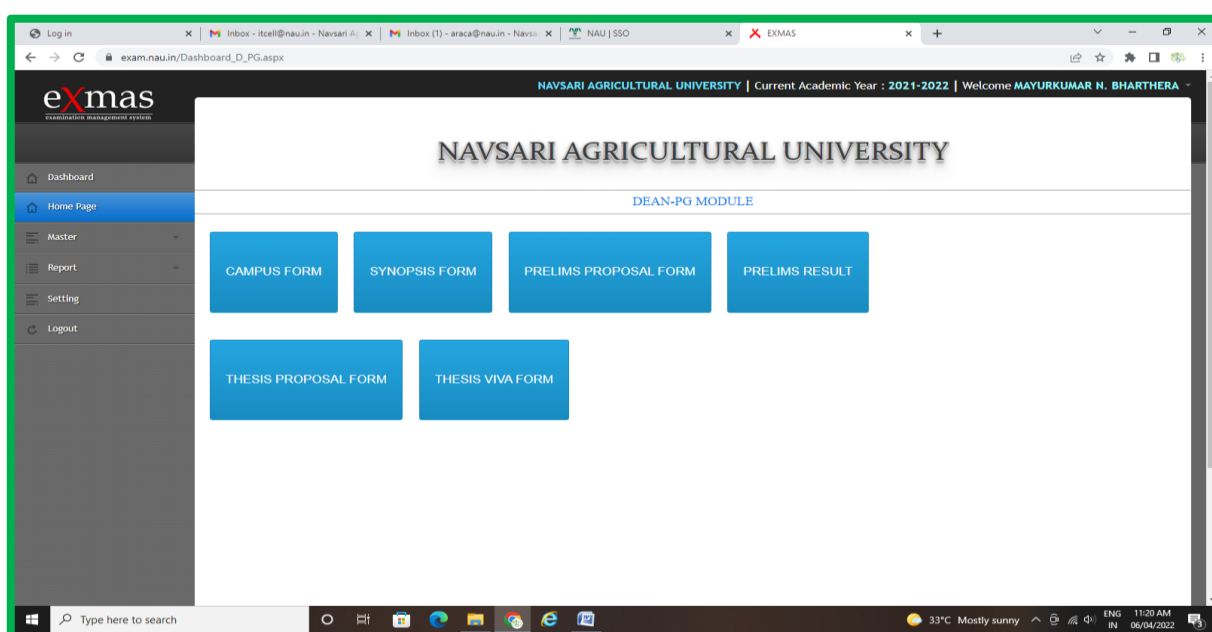 Log in
Inbox - itcell@nau.in - Navsari A
Inbox (1) - araca@nau.in - Navsa
NAU | SSO
EXMAS
exam.nau.in/Dashboard_D_PG.aspx
NAVSARI AGRICULTURAL UNIVERSITY | Current Academic Year : 2021-2022 | Welcome MAYURKUMAR N. BHARTHERA
eXmas
examination management system
NAVSARI AGRICULTURAL UNIVERSITY
DEAN-PG MODULE
Dashboard
Home Page
Master
Report
Setting
Logout
CAMPUS FORM
SYNOPSIS FORM
PRELIMS PROPOSAL FORM
PRELIMS RESULT
THESIS PROPOSAL FORM
THESIS VIVA FORM
Type here to search
33°C Mostly sunny
ENG
IN
11:20 AM
06/04/2022
3